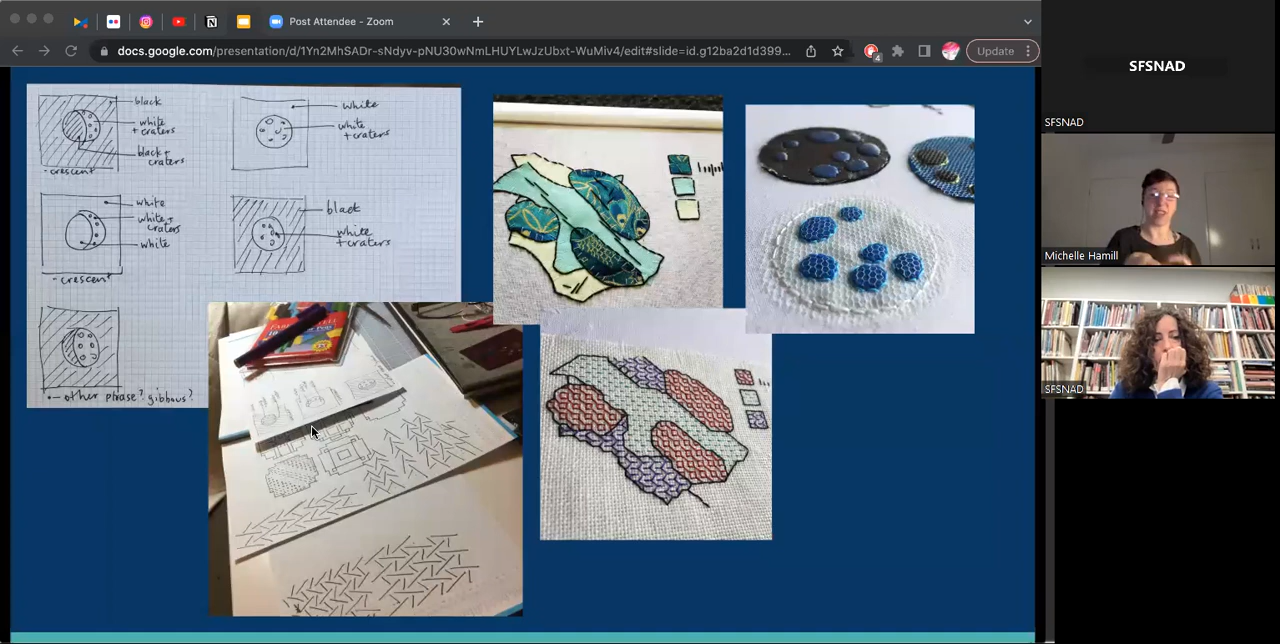 Post Attendee - Zoom
docs.google.com/presentation/d/1Yn2MhSADr-sNdyv-pNU30wNmLHUYLwJzUbxt-WuMiv4/edit#slide=id.g12ba2d1d399...
4
Update
black
white
+ craters
black +
craters
- crescent
white
white
+ craters
white
white +
craters
white
- crescent
black
white
+ craters
- other phrase? gibbous?
SFSNAD
SFSNAD
Michelle Hamill
SFSNAD